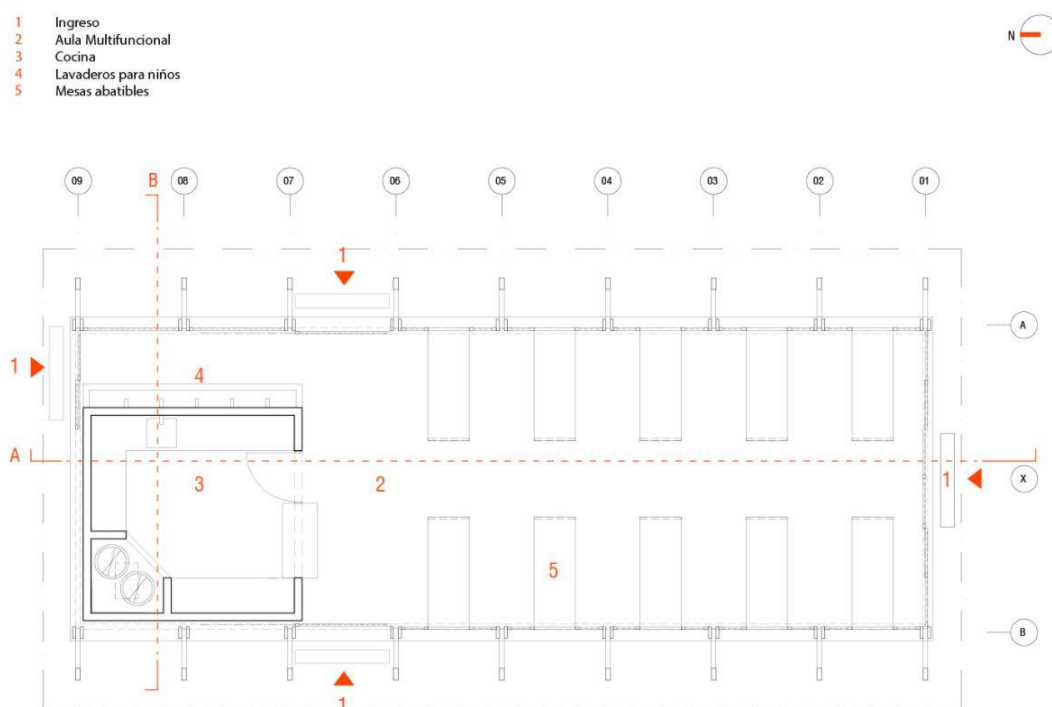 1 Ingreso
2 Aula Multifuncional
3 Cocina
4 Lavaderos para niños
5 Mesas abatibles
N
09 B 08 07 06 05 04 03 02 01
1
A
1
4
A
3 2 1 X
5
B
1